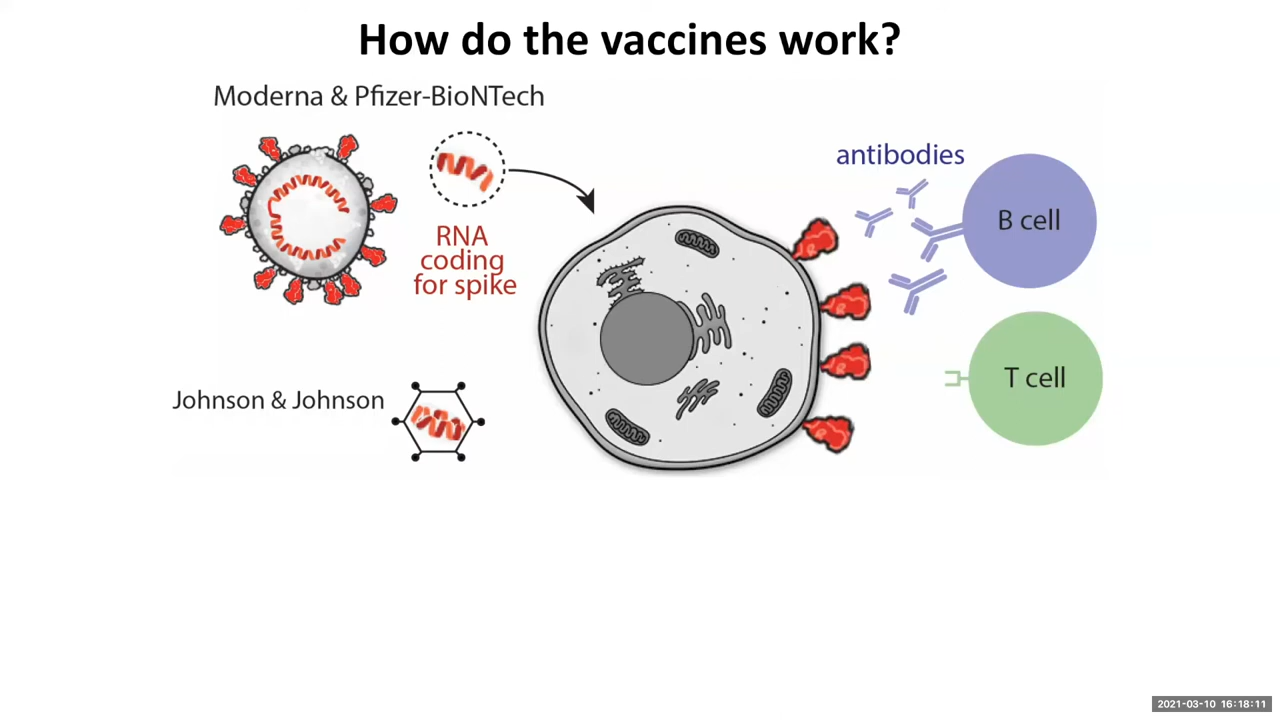 How do the vaccines work?
Moderna & Pfizer-BioNTech
antibodies
B cell
RNA
coding
for spike
T cell
Johnson & Johnson
2021-03-10 16:18:11